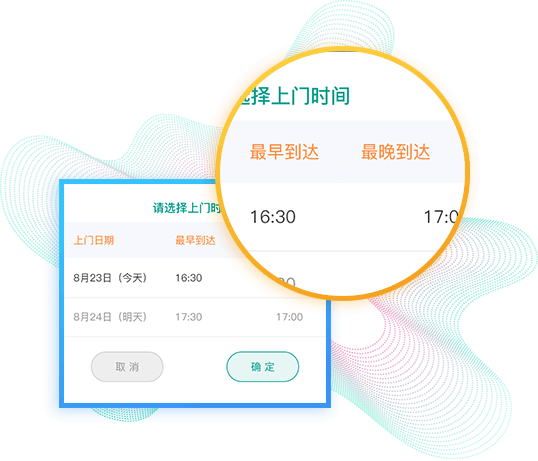 选择上门时间
最早到达 最晚到达
16:30 17:0
请选择上门时
上门日期 最早到达
8月23日（今天） 16:30
8月24日（明天） 17:30 17:00
取 消 确 定